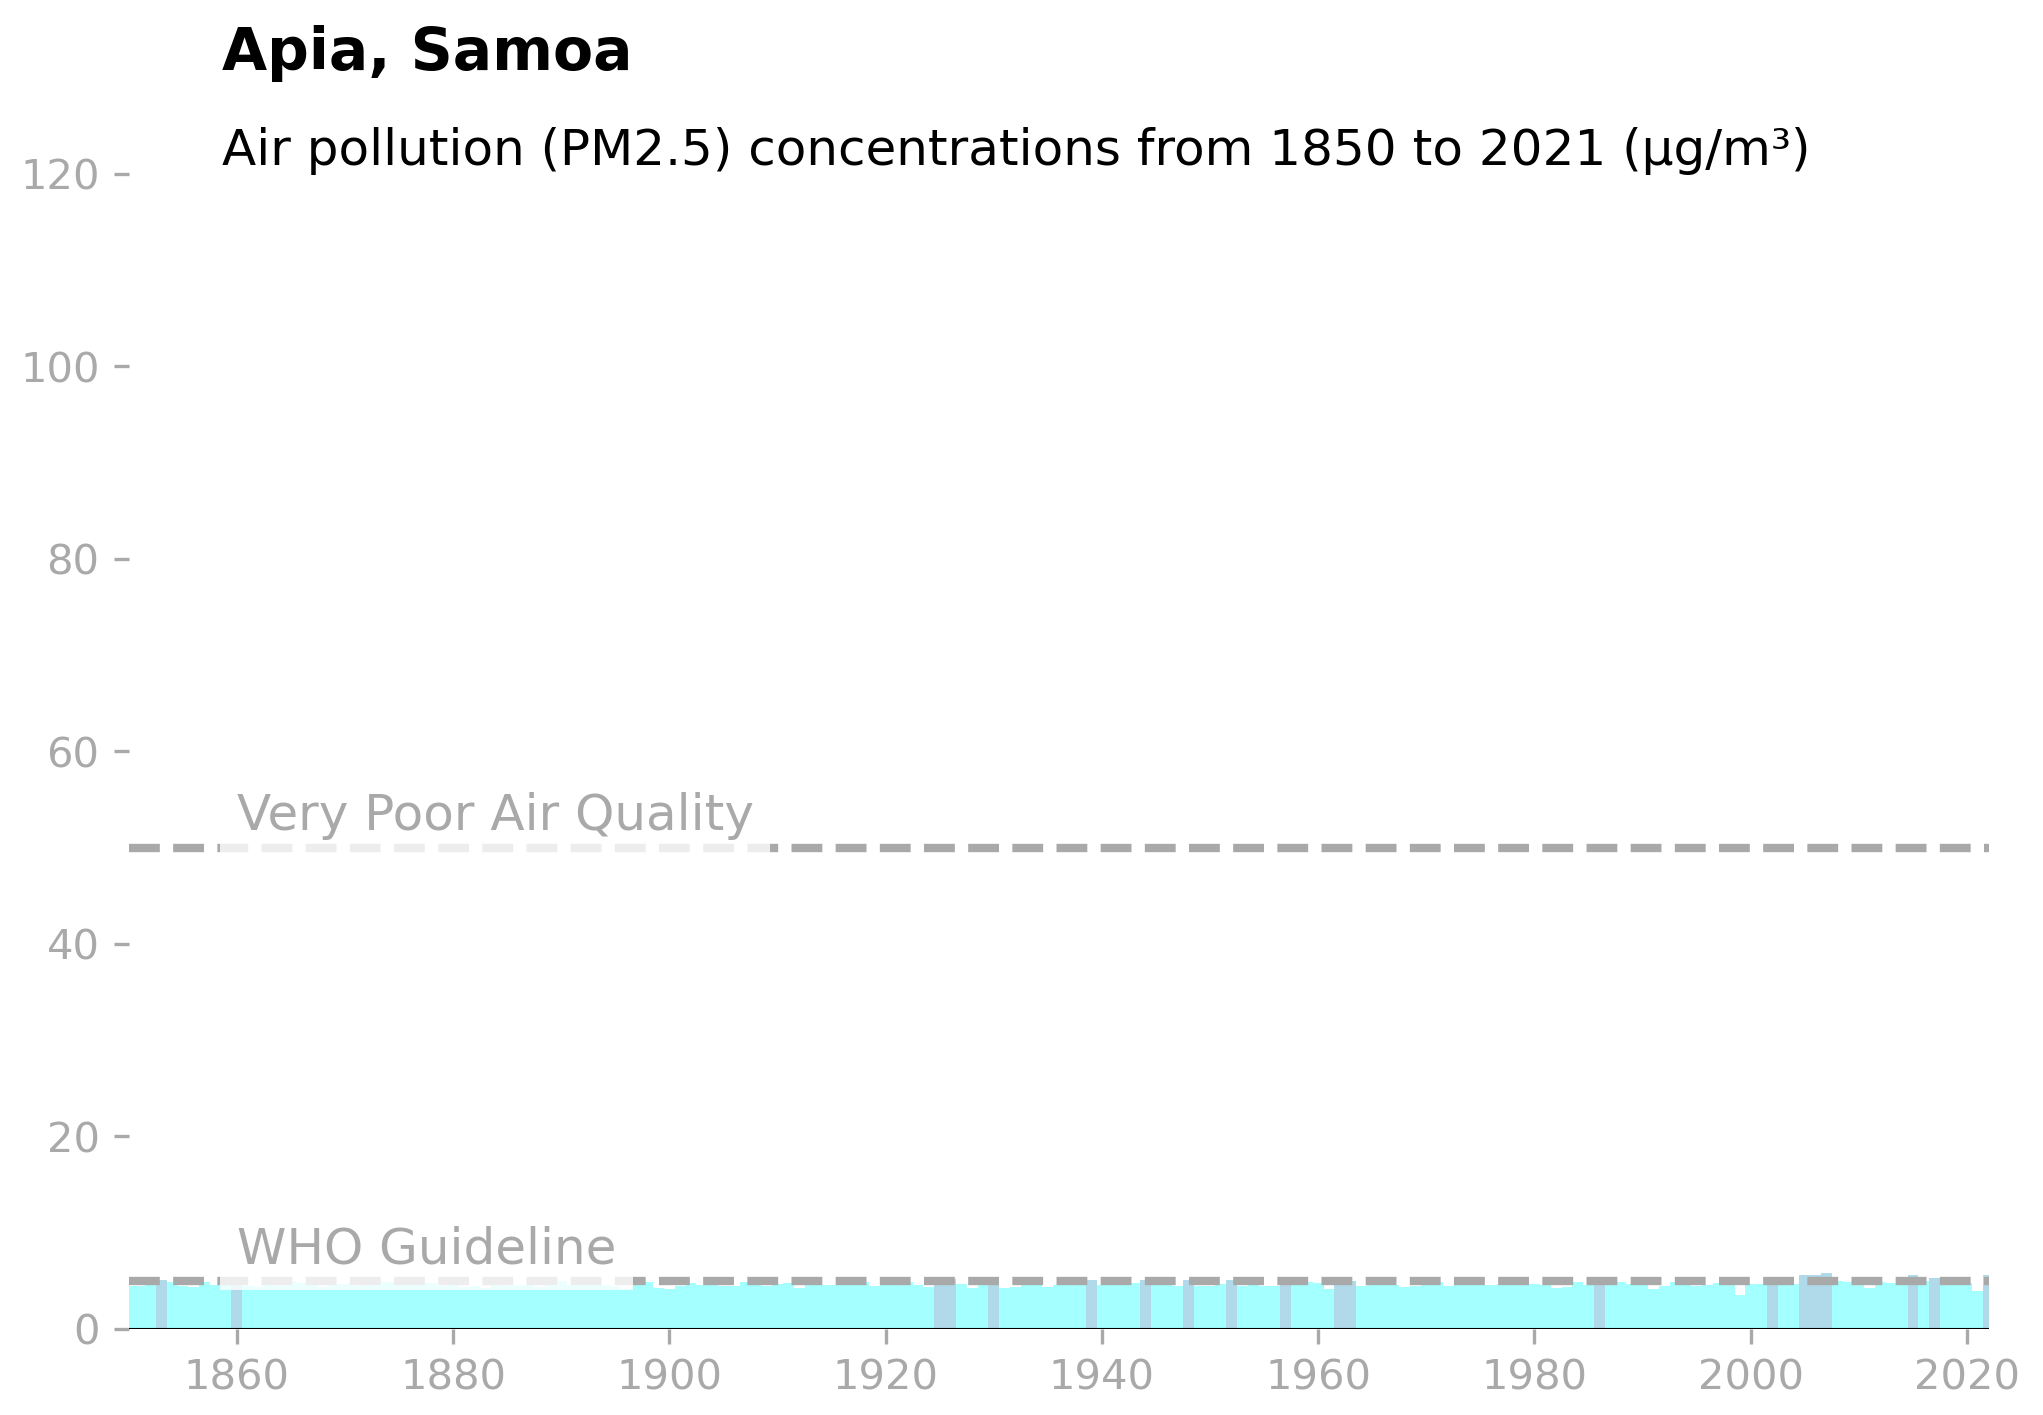 Apia, Samoa
Air pollution (PM2.5) concentrations from 1850 to 2021 (µg/m³)
120
100
80
60
Very Poor Air Quality
40
20
WHO Guideline
0
1860 1880 1900 1920 1940 1960 1980 2000 2020